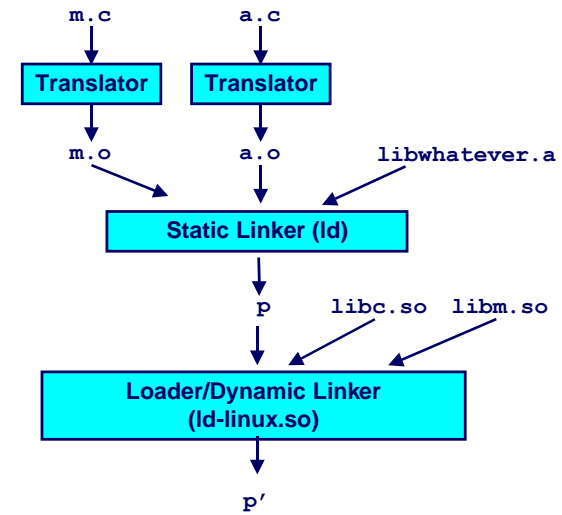 m.c a.c
Translator Translator
m.o a.o libwhatever.a
Static Linker (ld)
p libc.so libm.so
Loader/Dynamic Linker
(ld-linux.so)
p’